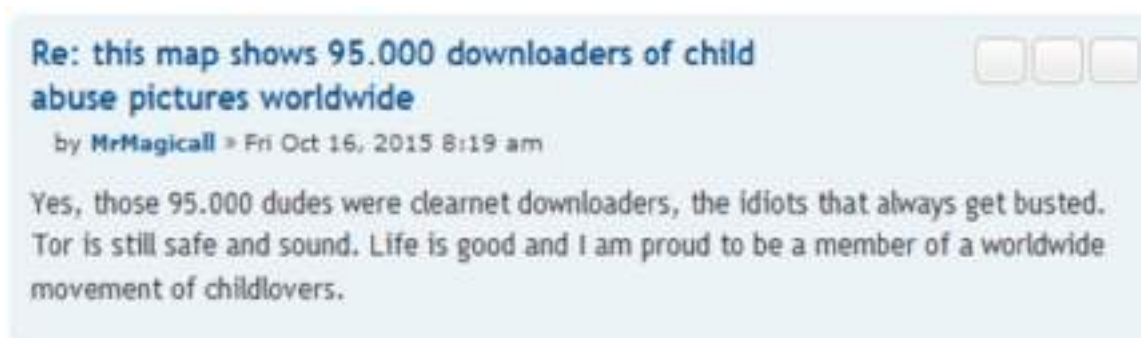 Re: this map shows 95.000 downloaders of child
abuse pictures worldwide
by MrMagicall » Fri Oct 16, 2015 8:19 am
Yes, those 95.000 dudes were clearnet downloaders, the idiots that always get busted.
Tor is still safe and sound. Life is good and I am proud to be a member of a worldwide
movement of childlovers.